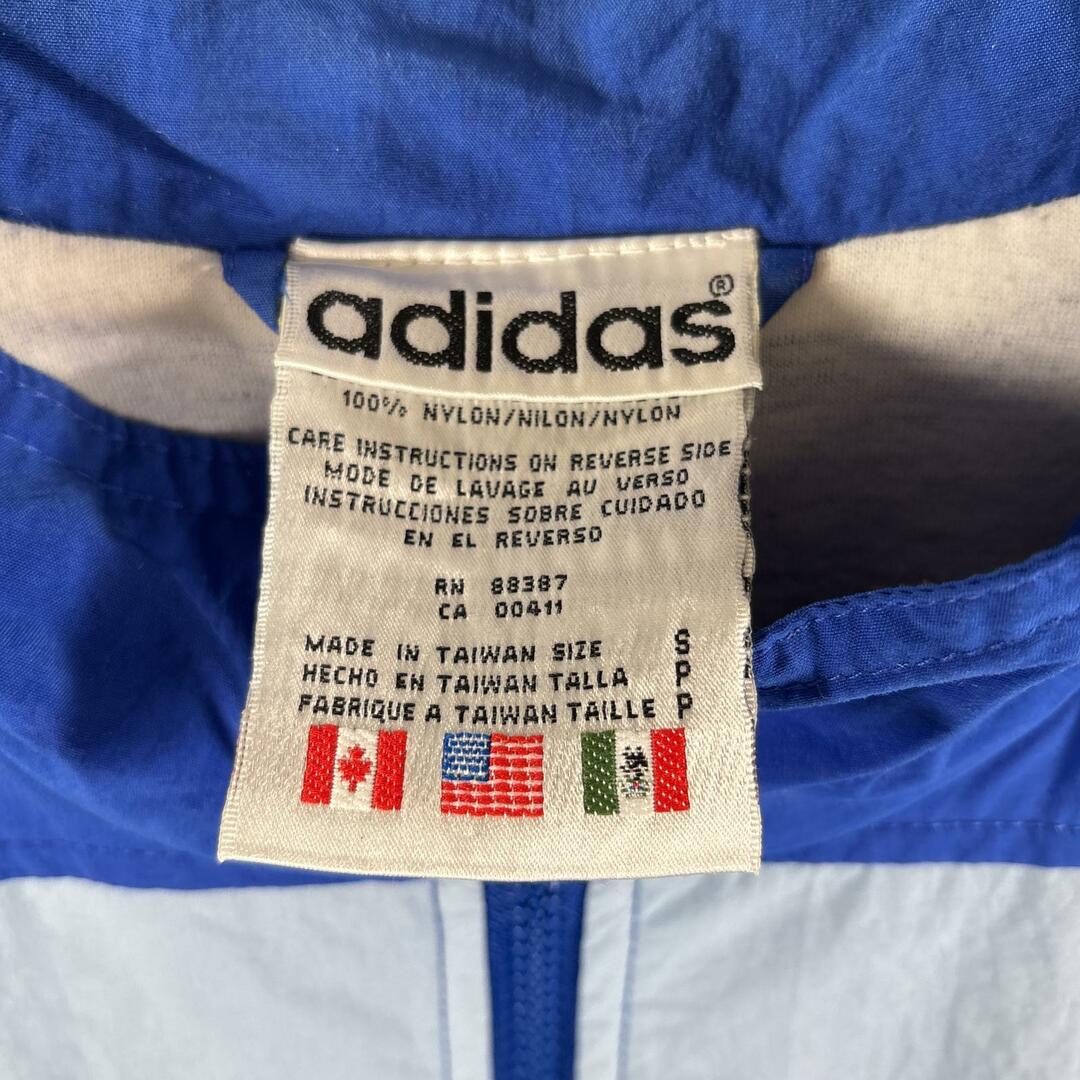 adidas®
100% NYLON/NILON/NYLON
CARE INSTRUCTIONS ON REVERSE SIDE
MODE DE LAVAGE AU VERSO
INSTRUCCIONES SOBRE CUIDADO
EN EL REVERSO
RN 88387
CA 00411
MADE IN TAIWAN SIZE S
HECHO EN TAIWAN TALLA P
FABRIQUE A TAIWAN TAILLE P